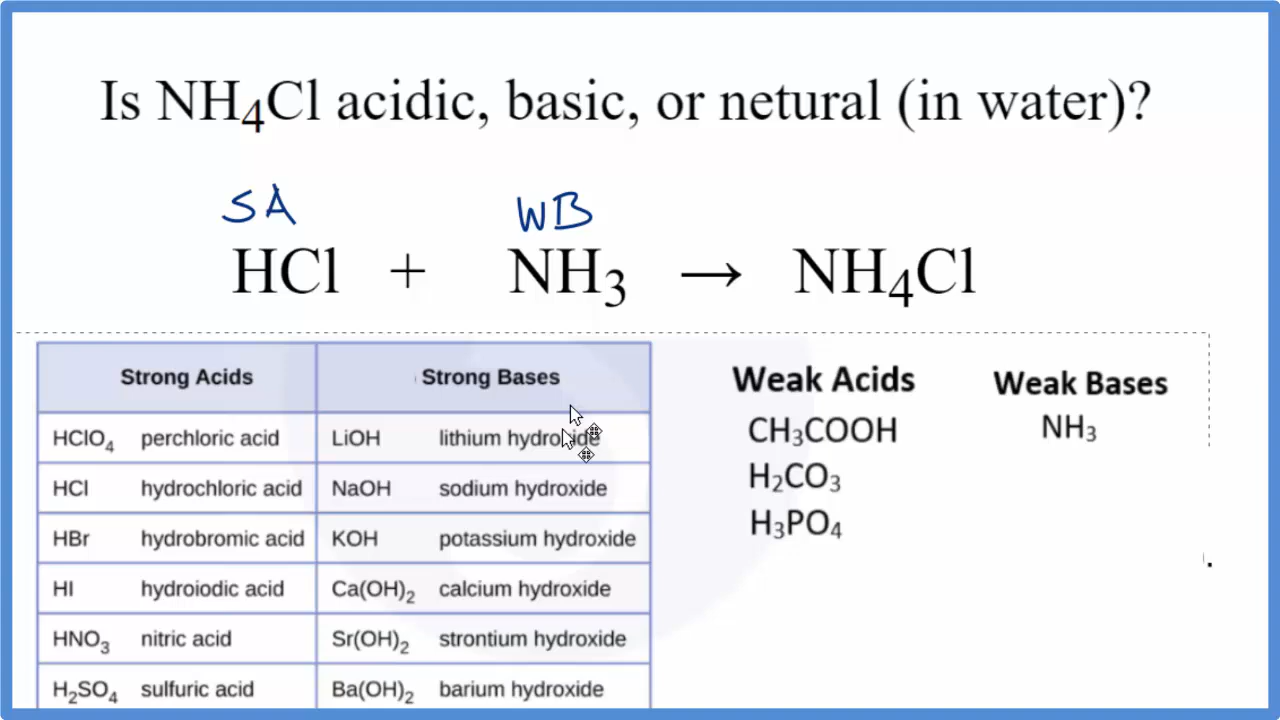 Is NH₄Cl acidic, basic, or netural (in water)?
SA WB
HCl + NH₃ → NH₄Cl
Strong Acids Strong Bases
HClO₄ perchloric acid LiOH lithium hydroxide
HCl hydrochloric acid NaOH sodium hydroxide
HBr hydrobromic acid KOH potassium hydroxide
HI hydroiodic acid Ca(OH)₂ calcium hydroxide
HNO₃ nitric acid Sr(OH)₂ strontium hydroxide
H₂SO₄ sulfuric acid Ba(OH)₂ barium hydroxide
Weak Acids Weak Bases
CH₃COOH NH₃
H₂CO₃
H₃PO₄